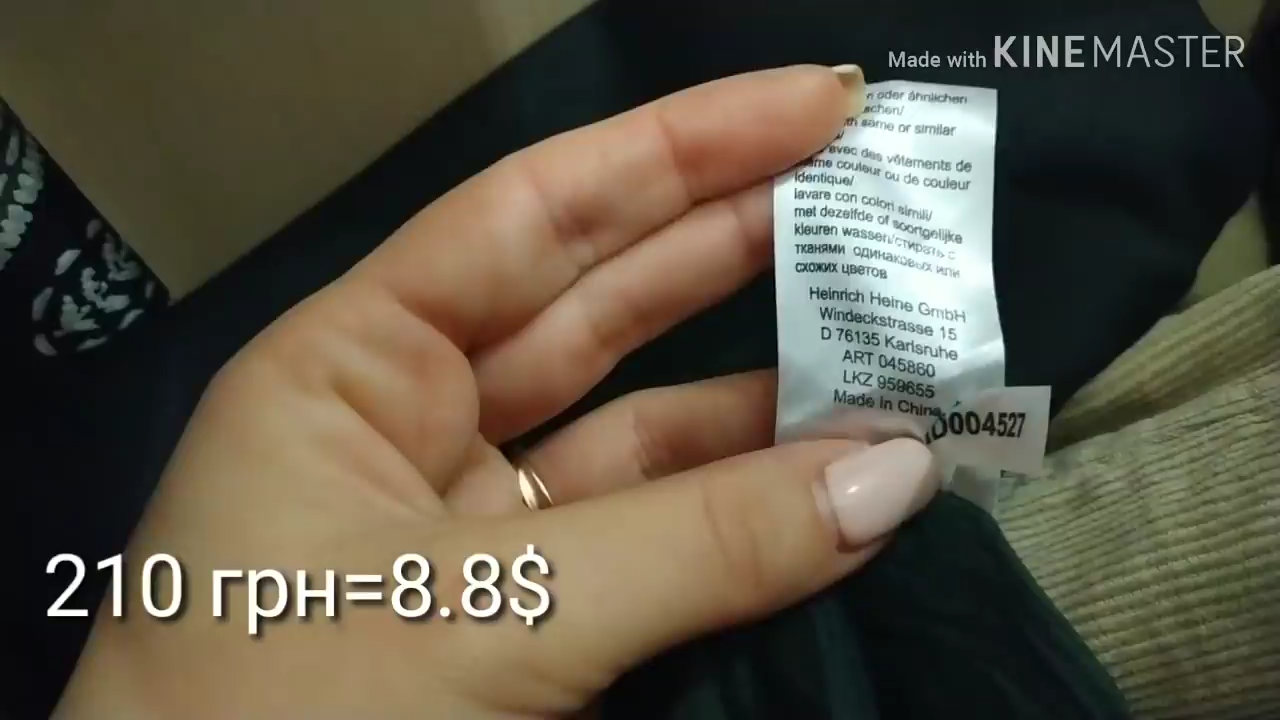 Made with KINEMASTER
oder ähnlichen
same or similar
avec des vêtements de
couleur ou de couleur
identique/
lavare con colori simili/
met dezelfde of soortgelijke
kleuren wassen/стирать с
тканями одинаковых или
схожих цветов
Heinrich Heine GmbH
Windeckstrasse 15
D 76135 Karlsruhe
ART 045860
LKZ 959655
Made in China
0004527
210 грн=8.8$